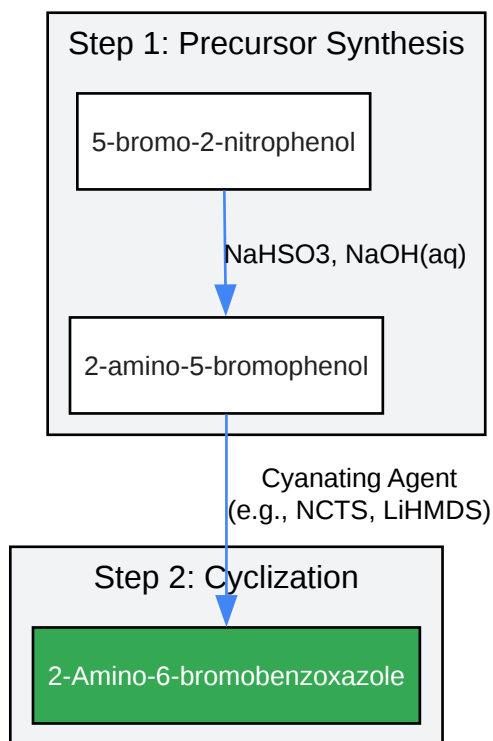 Step 1: Precursor Synthesis
5-bromo-2-nitrophenol
NaHSO3, NaOH(aq)
2-amino-5-bromophenol
Cyanating Agent
(e.g., NCTS, LiHMDS)
Step 2: Cyclization
2-Amino-6-bromobenzoxazole